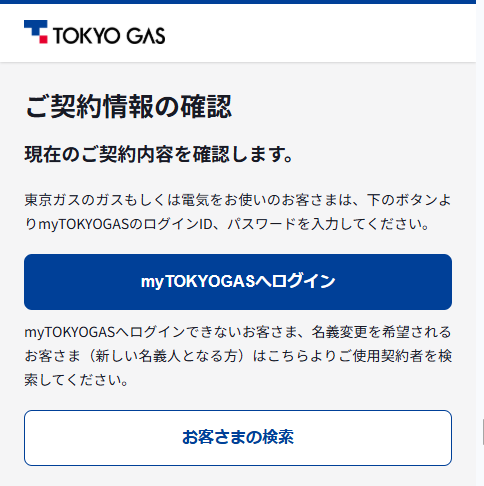 TOKYO GAS
ご契約情報の確認
現在のご契約内容を確認します。
東京ガスのガスもしくは電気をお使いのお客さまは、下のボタンよ
りmyTOKYOGASのログインID、パスワードを入力してください。
myTOKYOGASへログイン
myTOKYOGASへログインできないお客さま、名義変更を希望される
お客さま（新しい名義人となる方）はこちらよりご使用契約者を検
索してください。
お客さまの検索